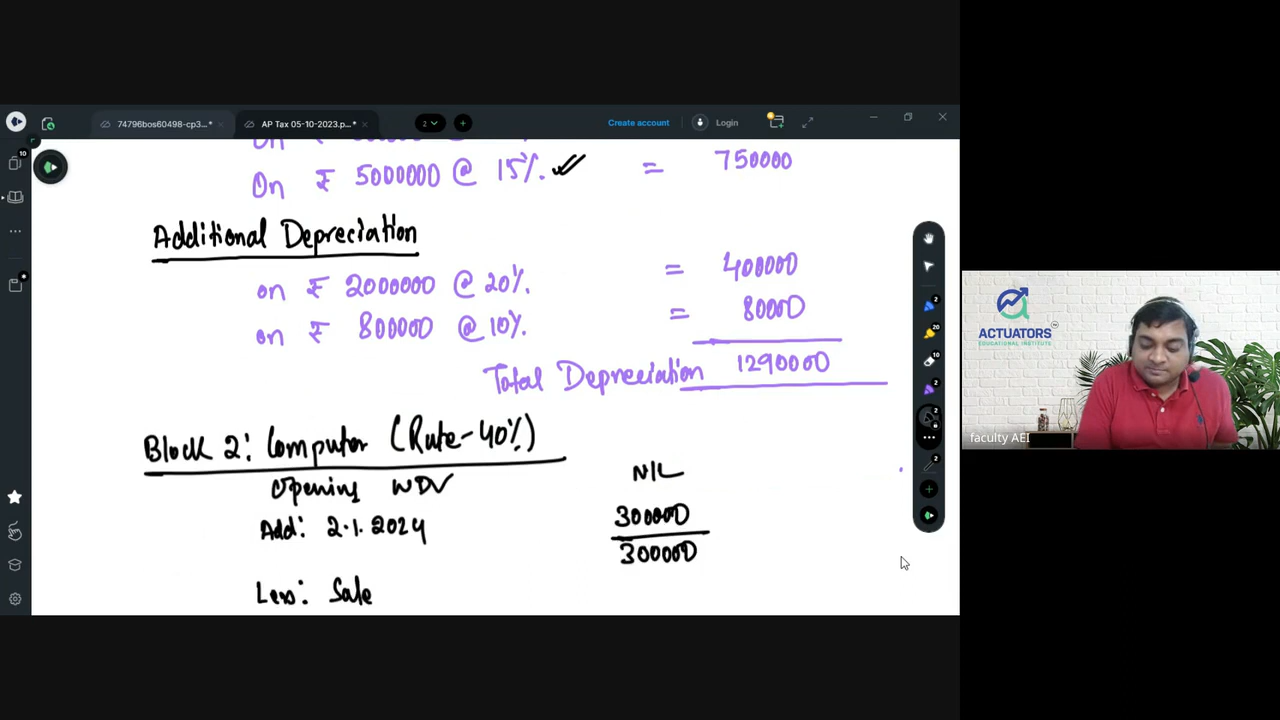 74796bos60498-cp3...* AP Tax 05-10-2023.p...* 2 Create account Login
On ₹ 5000000 @ 15%. = 750000
Additional Depreciation
on ₹ 2000000 @ 20%. = 400000
on ₹ 800000 @ 10%. = 80000
Total Depreciation 1290000
Block 2: Computer (Rate-40%)
Opening WDV NIL
Add: 2.1.2024 300000
300000
Less: Sale
ACTUATORS
EDUCATIONAL INSTITUTE
faculty AEI